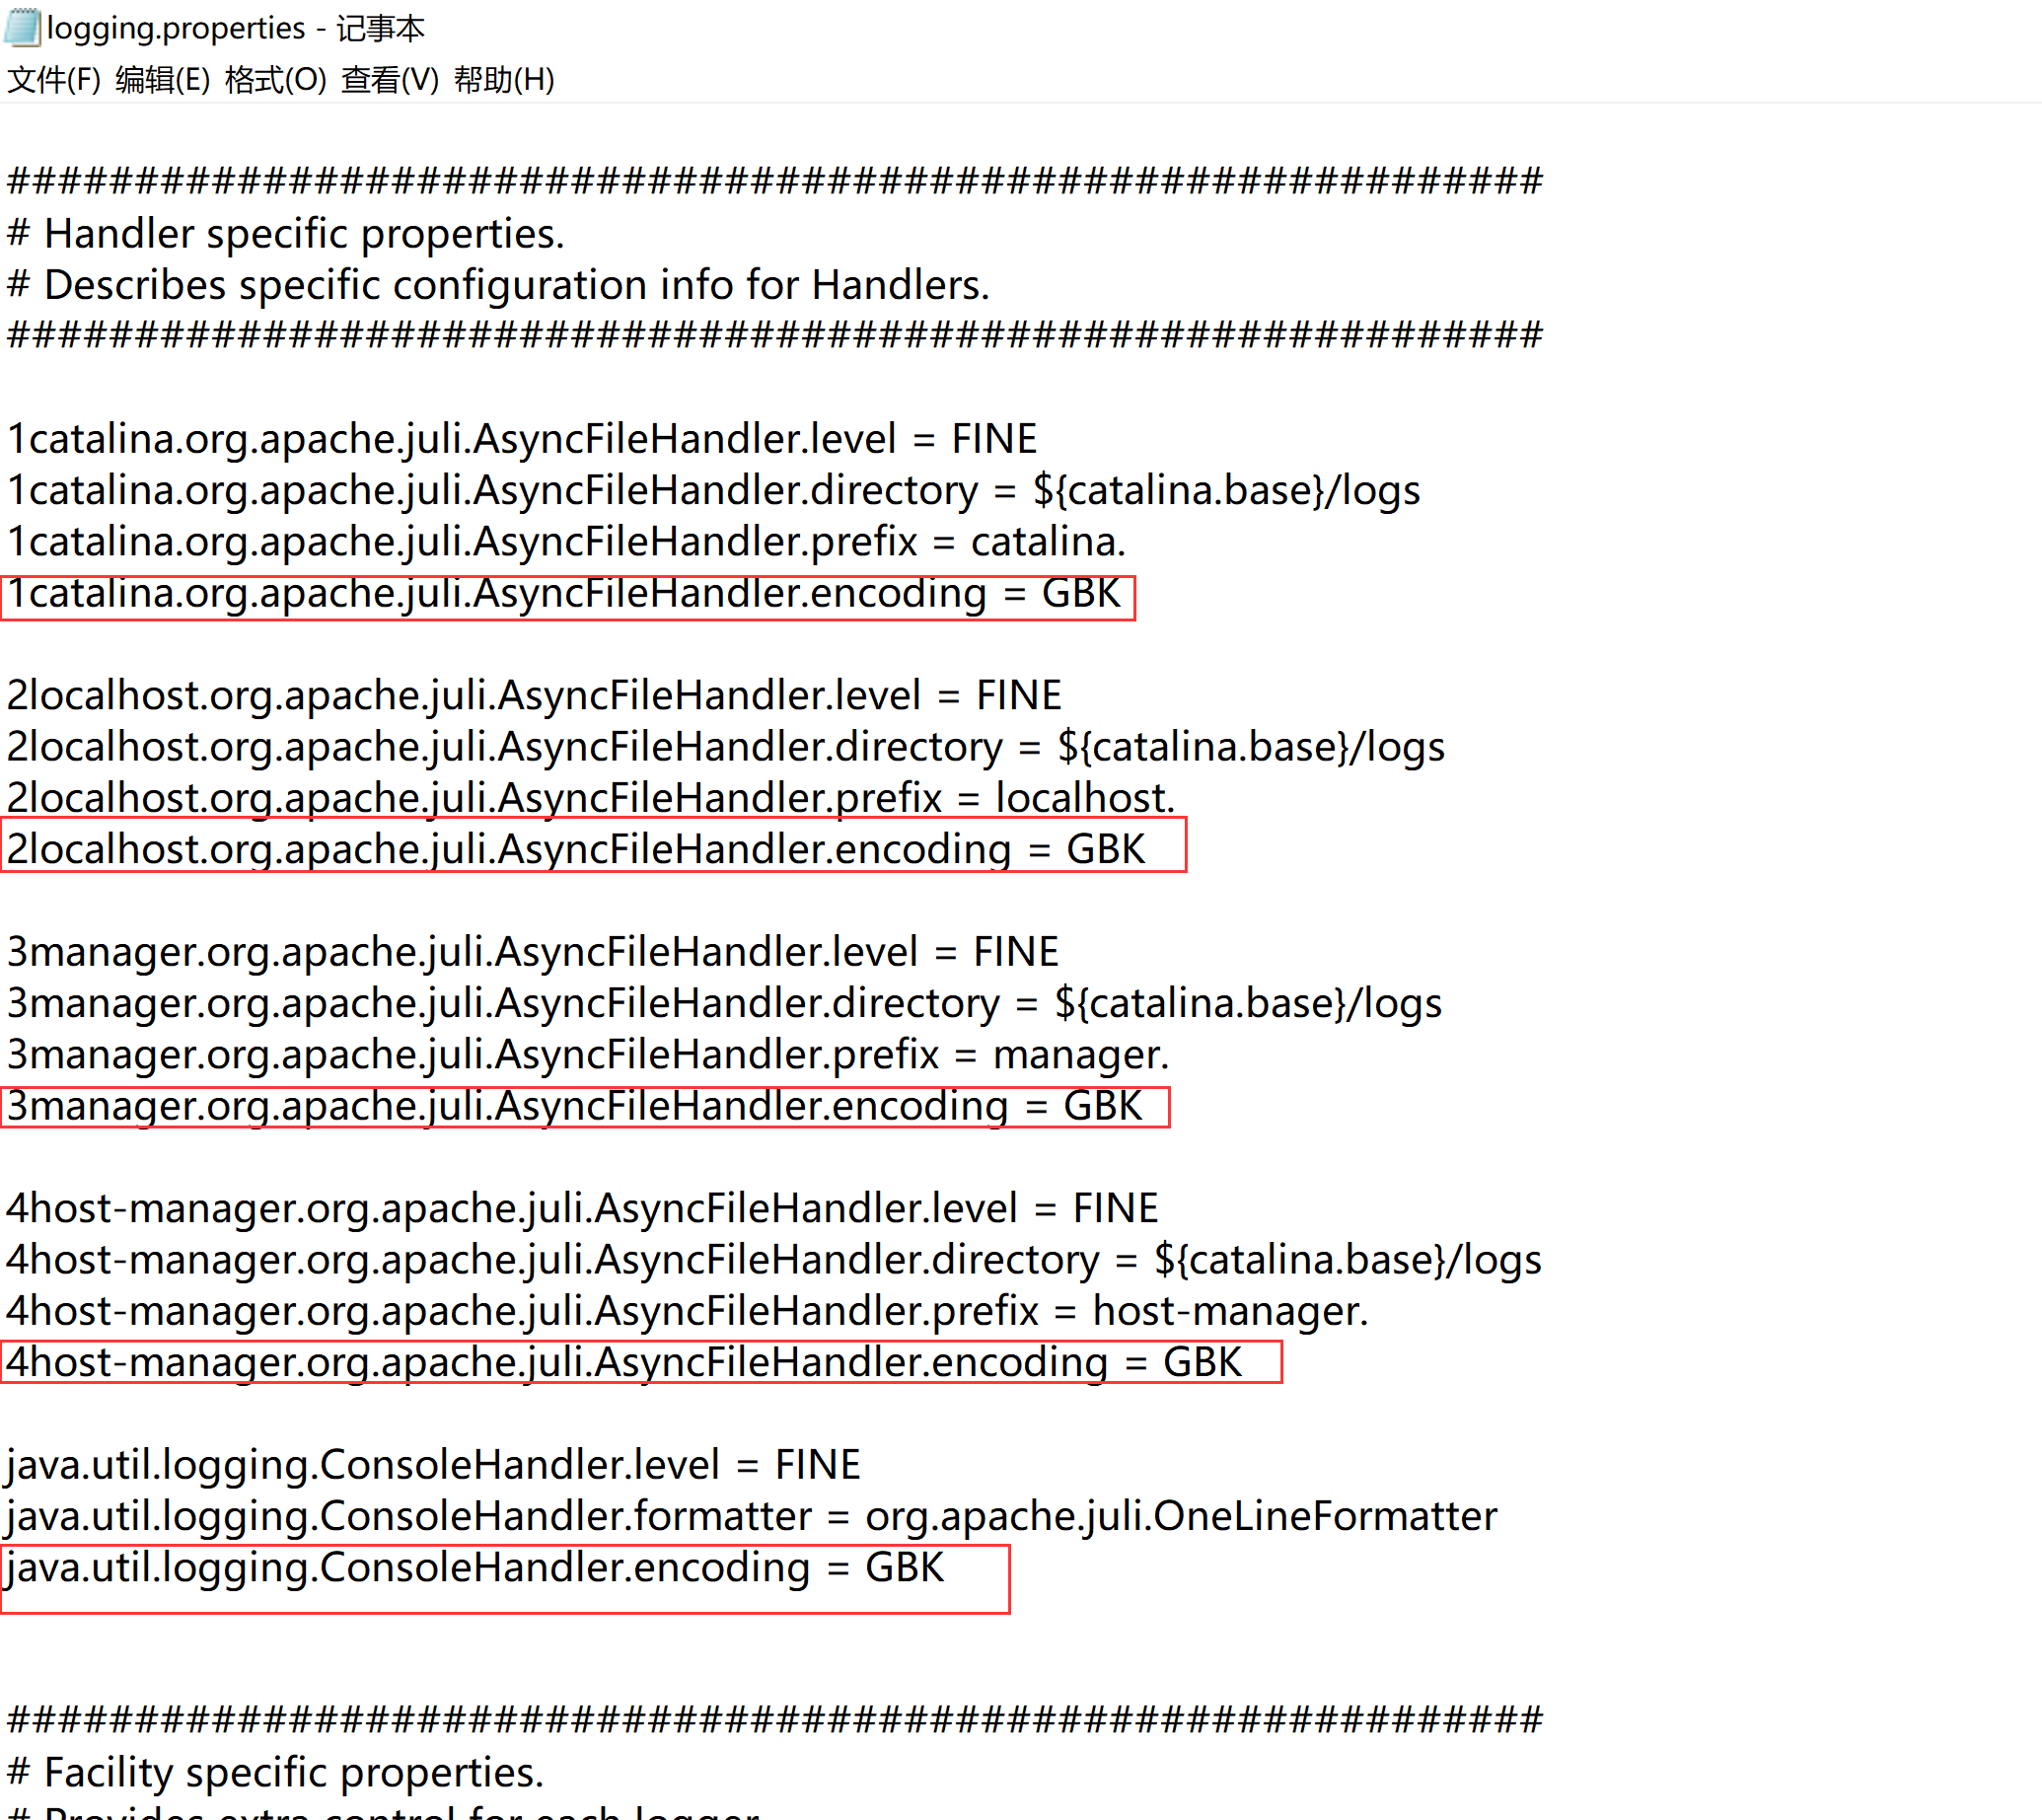 logging.properties - 记事本
文件(F) 编辑(E) 格式(O) 查看(V) 帮助(H)
############################################################
# Handler specific properties.
# Describes specific configuration info for Handlers.
############################################################
1catalina.org.apache.juli.AsyncFileHandler.level = FINE
1catalina.org.apache.juli.AsyncFileHandler.directory = ${catalina.base}/logs
1catalina.org.apache.juli.AsyncFileHandler.prefix = catalina.
1catalina.org.apache.juli.AsyncFileHandler.encoding = GBK
2localhost.org.apache.juli.AsyncFileHandler.level = FINE
2localhost.org.apache.juli.AsyncFileHandler.directory = ${catalina.base}/logs
2localhost.org.apache.juli.AsyncFileHandler.prefix = localhost.
2localhost.org.apache.juli.AsyncFileHandler.encoding = GBK
3manager.org.apache.juli.AsyncFileHandler.level = FINE
3manager.org.apache.juli.AsyncFileHandler.directory = ${catalina.base}/logs
3manager.org.apache.juli.AsyncFileHandler.prefix = manager.
3manager.org.apache.juli.AsyncFileHandler.encoding = GBK
4host-manager.org.apache.juli.AsyncFileHandler.level = FINE
4host-manager.org.apache.juli.AsyncFileHandler.directory = ${catalina.base}/logs
4host-manager.org.apache.juli.AsyncFileHandler.prefix = host-manager.
4host-manager.org.apache.juli.AsyncFileHandler.encoding = GBK
java.util.logging.ConsoleHandler.level = FINE
java.util.logging.ConsoleHandler.formatter = org.apache.juli.OneLineFormatter
java.util.logging.ConsoleHandler.encoding = GBK
############################################################
# Facility specific properties.
# Provides extra control for each logger.